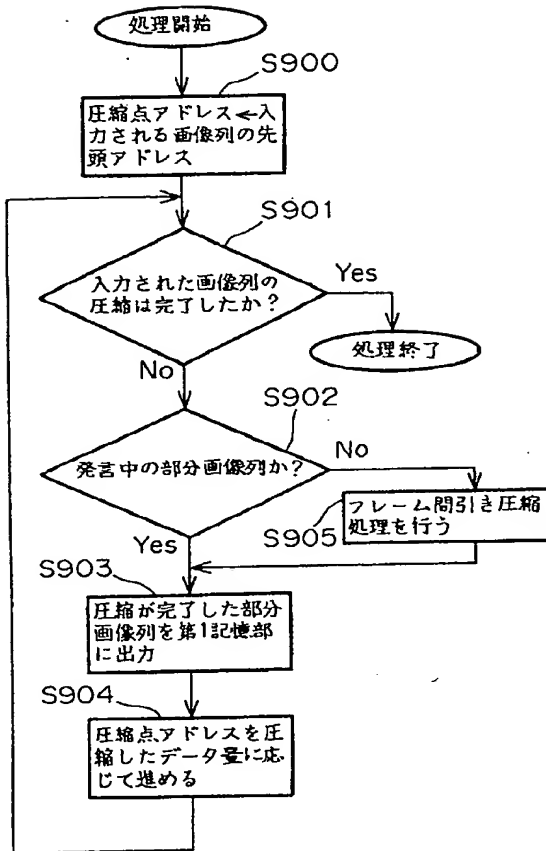 処理開始
S900
圧縮点アドレス←入
力される画像列の先
頭アドレス
S901
入力された画像列の
圧縮は完了したか?
Yes
処理終了
No
S902
発言中の部分画像列か?
No
フレーム間引き圧縮
処理を行う
S905
Yes
S903
圧縮が完了した部分
画像列を第1記憶部
に出力
S904
圧縮点アドレスを圧
縮したデータ量に応
じて進める